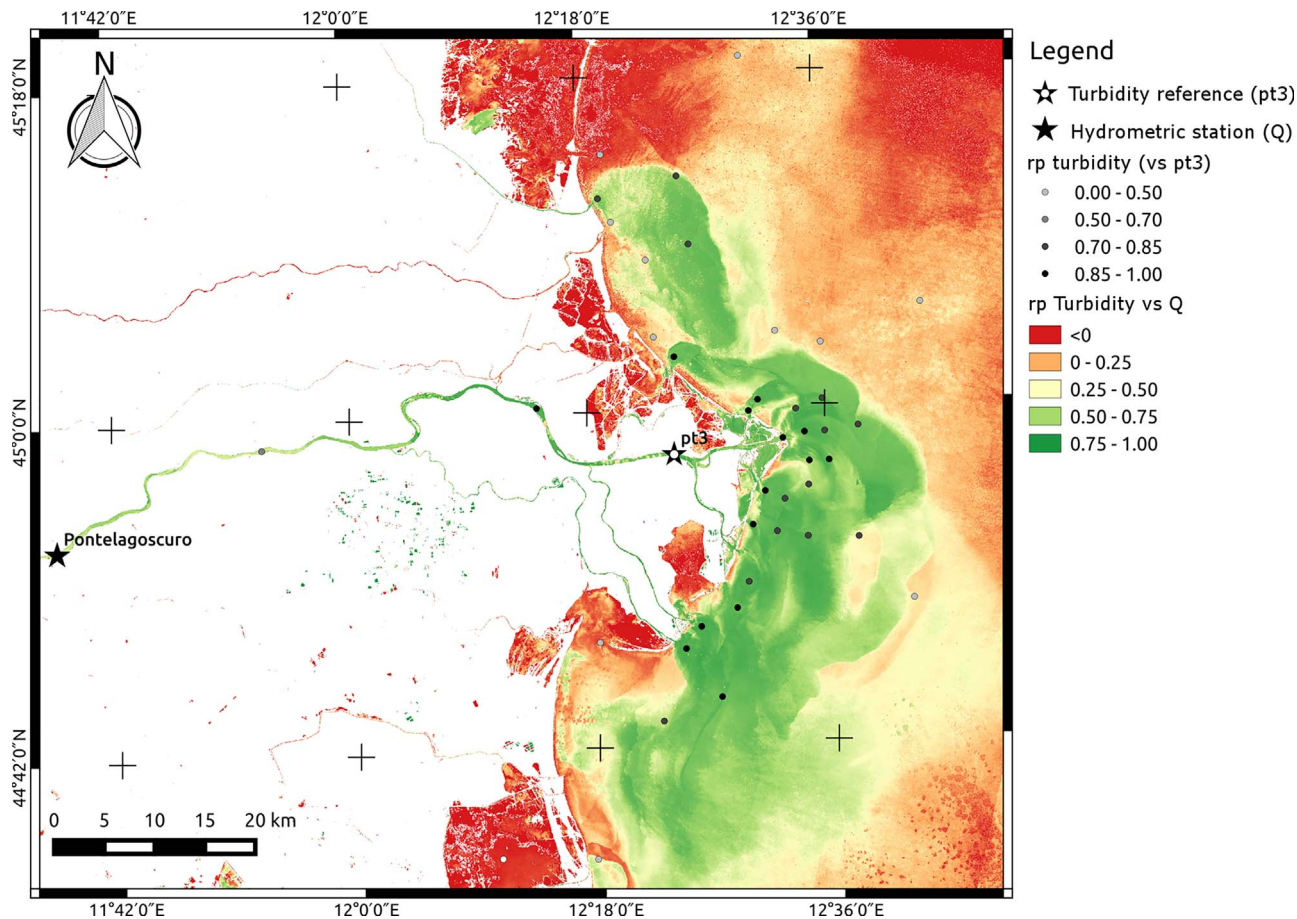 11°42′0″E 12°0′0″E 12°18′0″E 12°36′0″E
45°18′0″N
45°0′0″N
44°42′0″N
N
pt3
Pontelagoscuro
0 5 10 15 20 km
11°42′0″E 12°0′0″E 12°18′0″E 12°36′0″E
Legend
Turbidity reference (pt3)
Hydrometric station (Q)
rp turbidity (vs pt3)
0.00 - 0.50
0.50 - 0.70
0.70 - 0.85
0.85 - 1.00
rp Turbidity vs Q
<0
0 - 0.25
0.25 - 0.50
0.50 - 0.75
0.75 - 1.00